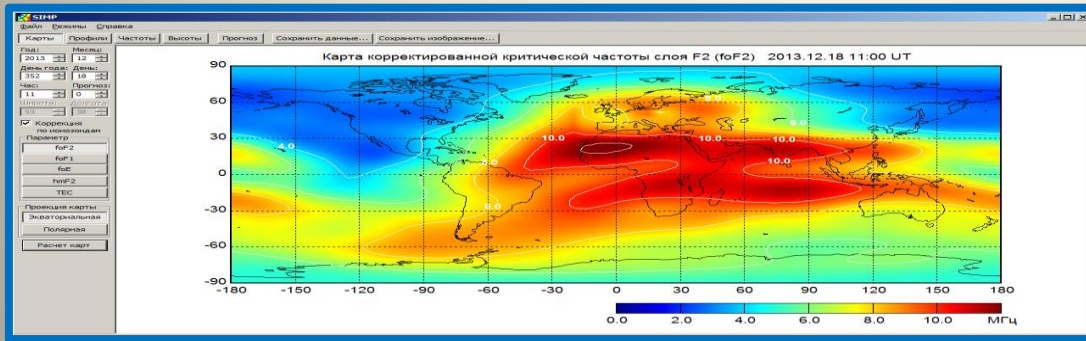 SIMP
Файл Режимы Справка
Карты Профили Частоты Высоты Прогноз Сохранить данные... Сохранить изображение...
Год: Месяц:
2013 12
День года: День:
352 18
Час: Прогноз:
11 0
Широта: Долгота:
Коррекция
по ионозондам
Параметр
foF2
foF1
foE
hmF2
TEC
Проекция карты
Экваториальная
Полярная
Расчет карт
Карта корректированной критической частоты слоя F2 (foF2) 2013.12.18 11:00 UT
90
60
30
0
-30
-60
-90
-180 -150 -120 -90 -60 -30 0 30 60 90 120 150 180
4.0
10.0
10.0
10.0
10.0
8.0
0.0 2.0 4.0 6.0 8.0 10.0 МГц